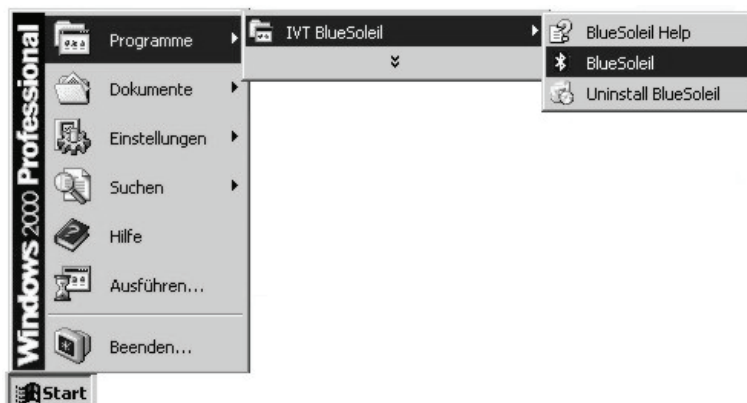 Windows 2000 Professional
Programme
Dokumente
Einstellungen
Suchen
Hilfe
Ausführen...
Beenden...
Start
IVT BlueSoleil
BlueSoleil Help
BlueSoleil
Uninstall BlueSoleil